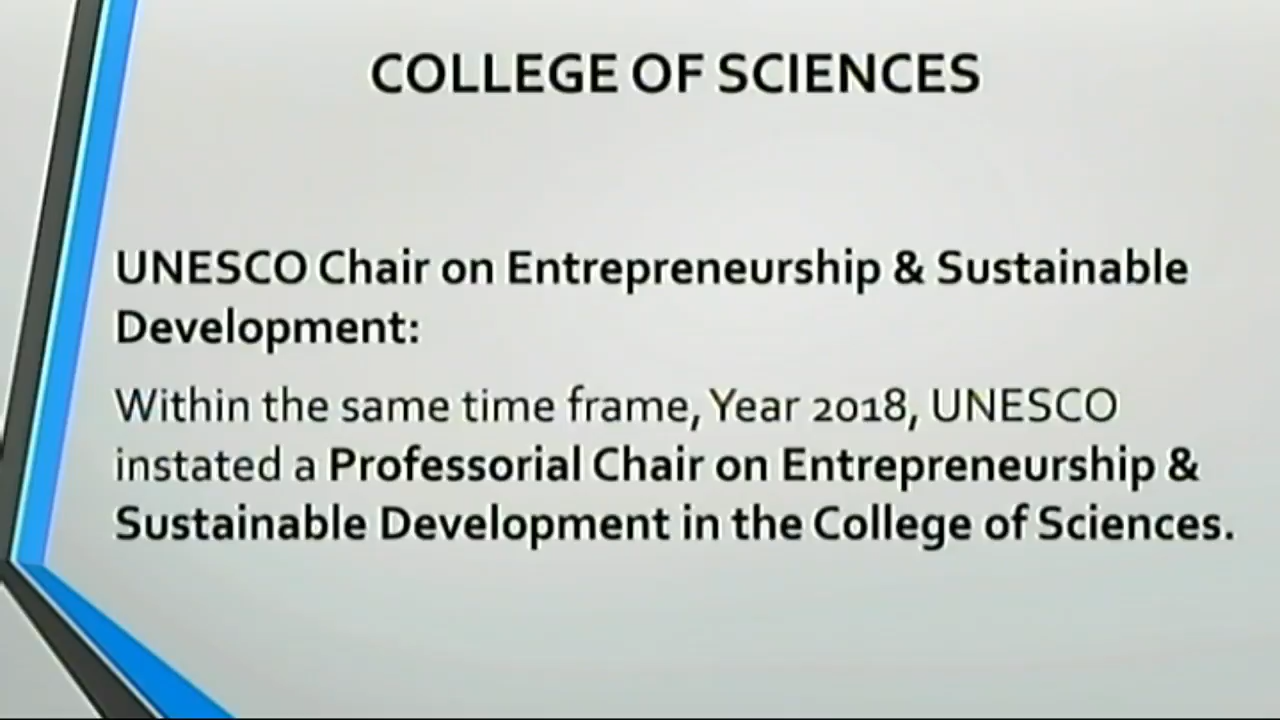 COLLEGE OF SCIENCES
UNESCO Chair on Entrepreneurship & Sustainable
Development:
Within the same time frame, Year 2018, UNESCO
instated a Professorial Chair on Entrepreneurship &
Sustainable Development in the College of Sciences.